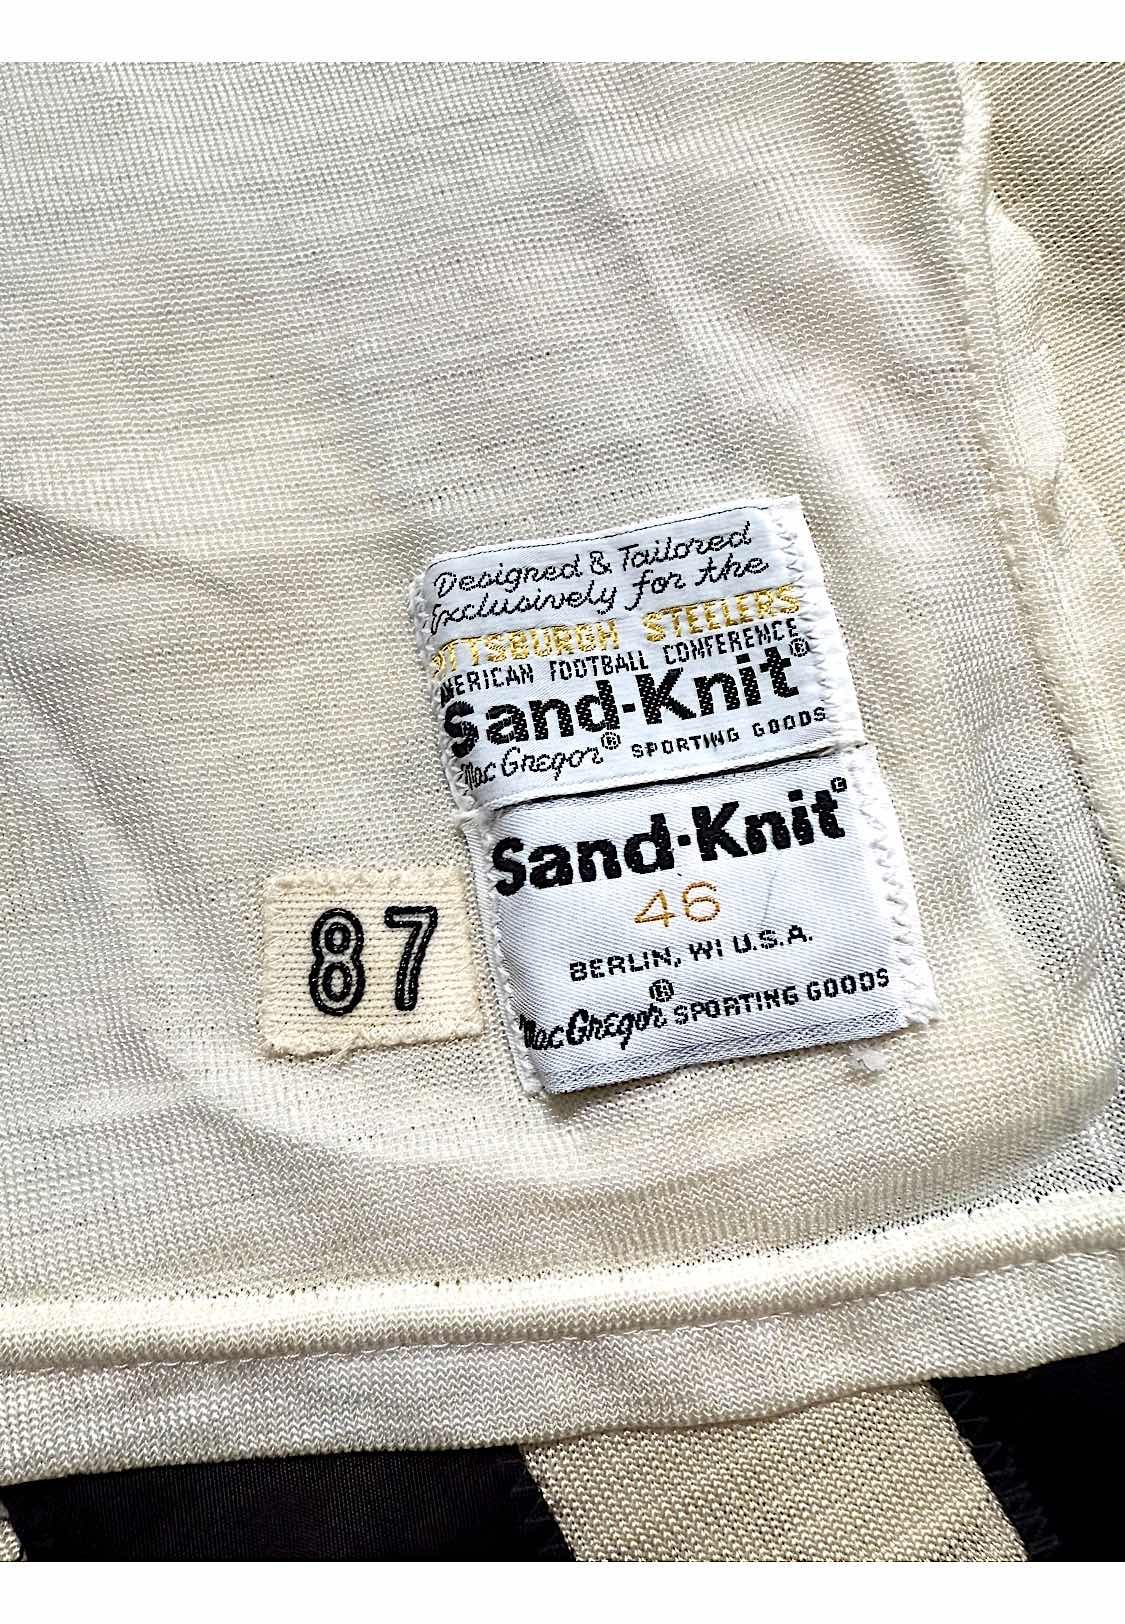 Designed & Tailored
Exclusively for the
PITTSBURGH STEELERS
AMERICAN FOOTBALL CONFERENCE
Sand-Knit®
MacGregor® SPORTING GOODS
Sand-Knit®
46
BERLIN, WI U.S.A.
MacGregor® SPORTING GOODS
87